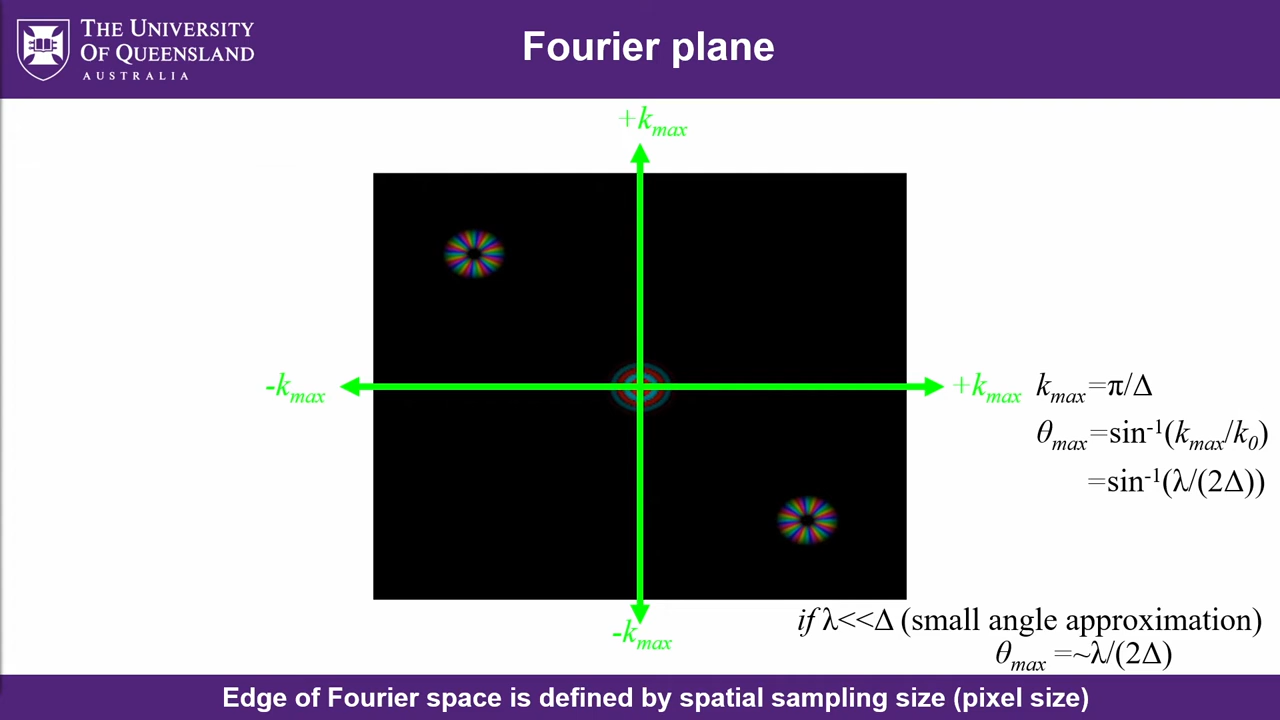 THE UNIVERSITY
OF QUEENSLAND
AUSTRALIA
Fourier plane
+kmax
-kmax
+kmax
kmax=π/Δ
θmax=sin-1(kmax/k0)
=sin-1(λ/(2Δ))
-kmax
if λ<<Δ (small angle approximation)
θmax =~λ/(2Δ)
Edge of Fourier space is defined by spatial sampling size (pixel size)